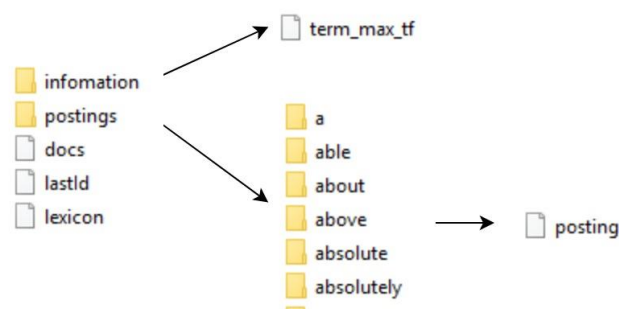 term_max_tf
infomation
postings
docs
lastId
lexicon
a
able
about
above
absolute
absolutely
posting